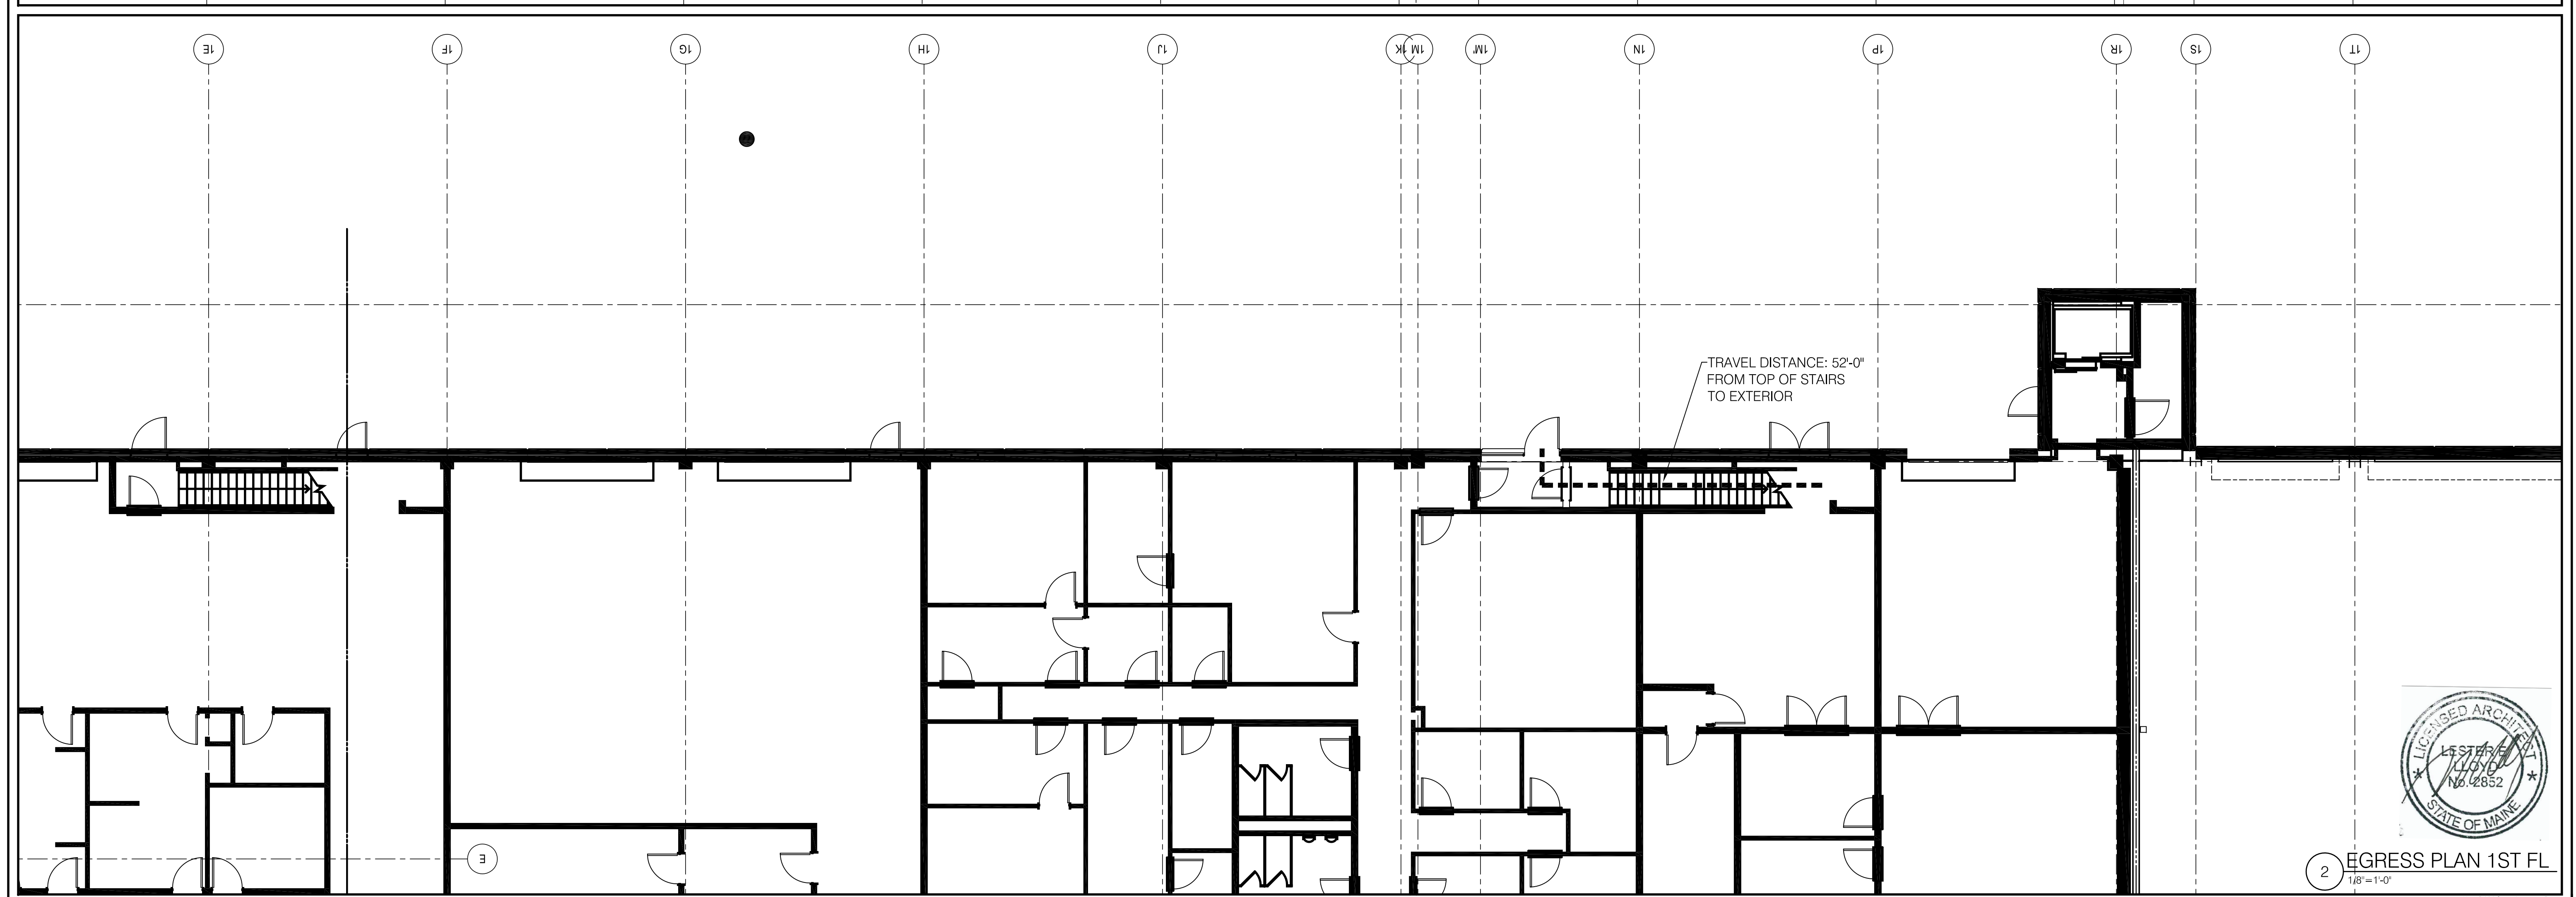 1E
1F
1G
1H
1J
1K
1M
1M'
1N
1P
1R
1S
1T
TRAVEL DISTANCE: 52'-0"
FROM TOP OF STAIRS
TO EXTERIOR
E
LICENSED ARCHITECT
LESTER E.
LLOYD
No. 2852
STATE OF MAINE
2
EGRESS PLAN 1ST FL
1/8"=1'-0"